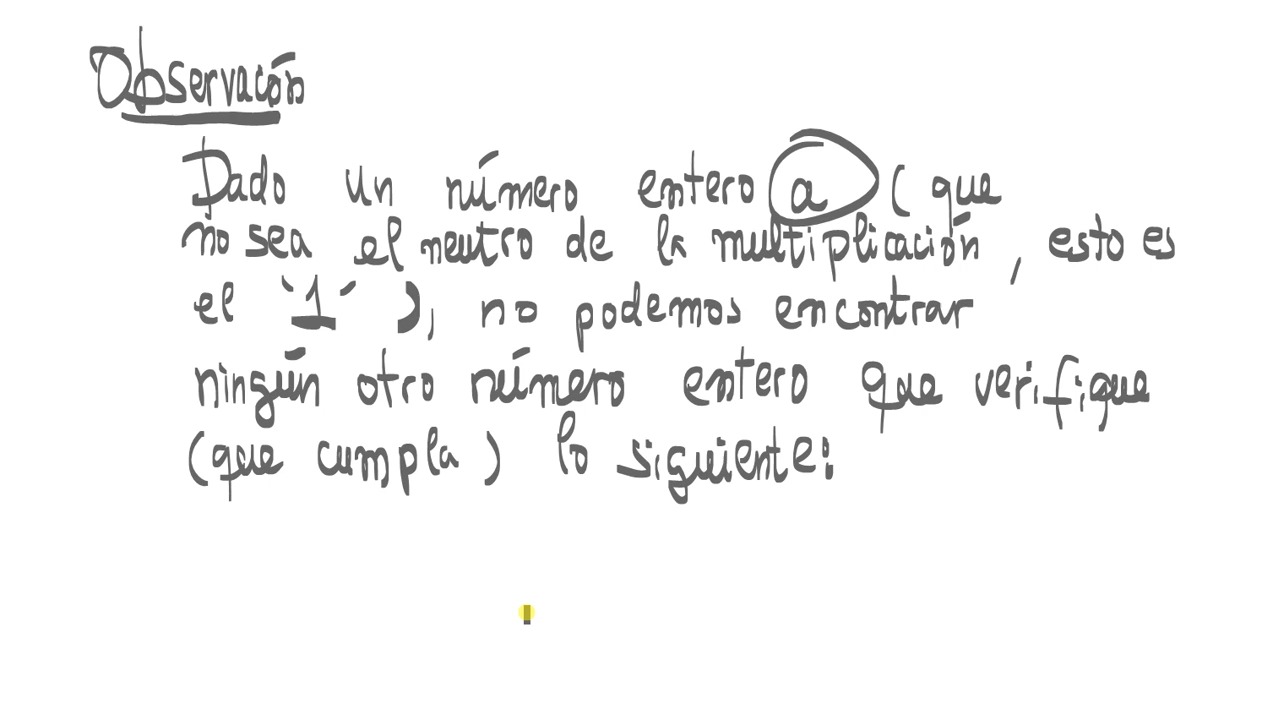 Observacón
Dado un número entero a ( que
no sea el neutro de la multiplicación , esto es
el `1´ ), no podemos encontrar
ningún otro número entero que verifique
(que cumpla) lo siguiente: